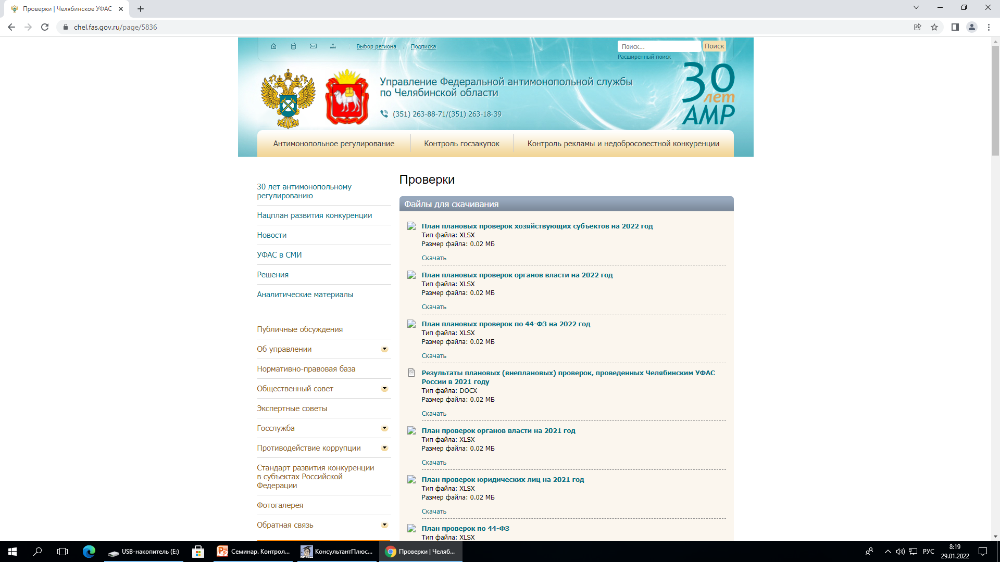 Проверки | Челябинское УФАС
chel.fas.gov.ru/page/5836
Выбор региона
Подписка
Поиск...
Поиск
Расширенный поиск
Управление Федеральной антимонопольной службы
по Челябинской области
(351) 263-88-71/(351) 263-18-39
30
лет
АМР
Антимонопольное регулирование
Контроль госзакупок
Контроль рекламы и недобросовестной конкуренции
30 лет антимонопольному
регулированию
Нацплан развития конкуренции
Новости
УФАС в СМИ
Решения
Аналитические материалы
Публичные обсуждения
Об управлении
Нормативно-правовая база
Общественный совет
Экспертные советы
Госслужба
Противодействие коррупции
Стандарт развития конкуренции
в субъектах Российской
Федерации
Фотогалерея
Обратная связь
Проверки
Файлы для скачивания
План плановых проверок хозяйствующих субъектов на 2022 год
Тип файла: XLSX
Размер файла: 0.02 МБ
Скачать
План плановых проверок органов власти на 2022 год
Тип файла: XLSX
Размер файла: 0.02 МБ
Скачать
План плановых проверок по 44-ФЗ на 2022 год
Тип файла: XLSX
Размер файла: 0.02 МБ
Скачать
Результаты плановых (внеплановых) проверок, проведенных Челябинским УФАС
России в 2021 году
Тип файла: DOCX
Размер файла: 0.02 МБ
Скачать
План проверок органов власти на 2021 год
Тип файла: XLSX
Размер файла: 0.02 МБ
Скачать
План проверок юридических лиц на 2021 год
Тип файла: XLSX
Размер файла: 0.02 МБ
Скачать
План проверок по 44-ФЗ
Тип файла: XLSX
USB-накопитель (E:)
Семинар. Контрол...
КонсультантПлюс...
Проверки | Челяб...
РУС
8:19
29.01.2022